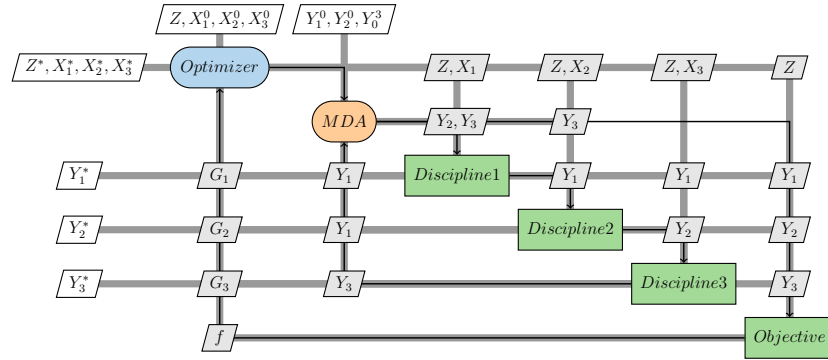 Z, X_1^0, X_2^0, X_3^0 Y_1^0, Y_2^0, Y_0^3
Z*, X_1^*, X_2^*, X_3^* Optimizer Z, X_1 Z, X_2 Z, X_3 Z
MDA Y_2, Y_3 Y_3
Y_1^* G_1 Y_1 Discipline1 Y_1 Y_1 Y_1
Y_2^* G_2 Y_1 Discipline2 Y_2 Y_2
Y_3^* G_3 Y_3 Discipline3 Y_3
f Objective